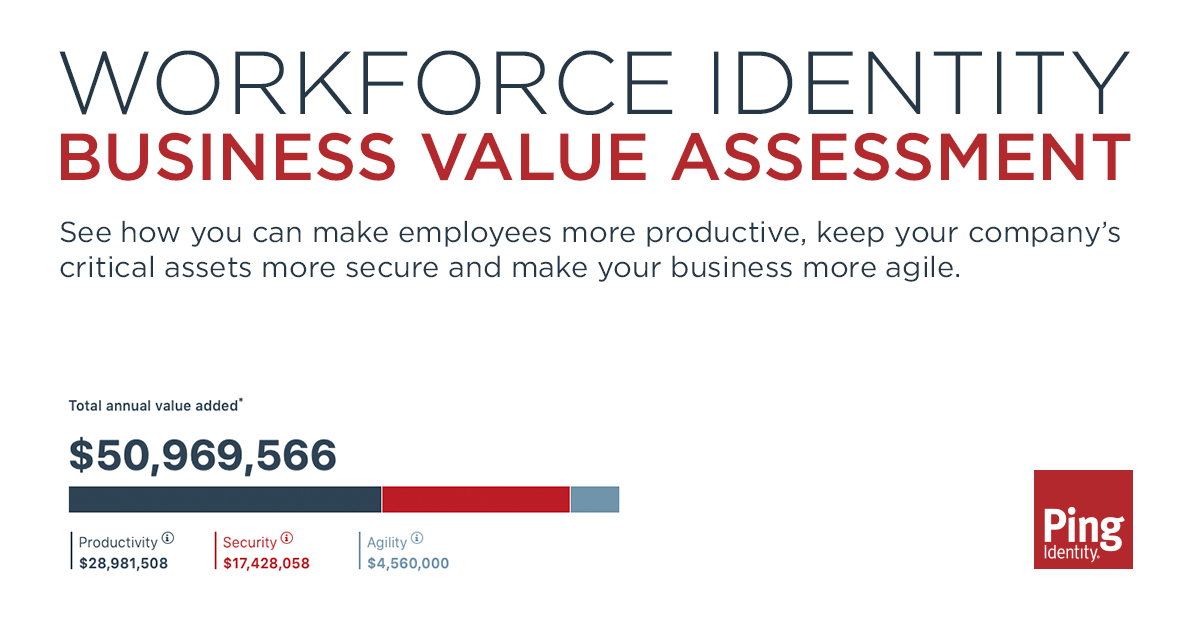 WORKFORCE IDENTITY
BUSINESS VALUE ASSESSMENT
See how you can make employees more productive, keep your company’s
critical assets more secure and make your business more agile.
Total annual value added*
$50,969,566
Productivity ⓘ
$28,981,508
Security ⓘ
$17,428,058
Agility ⓘ
$4,560,000
Ping
Identity.